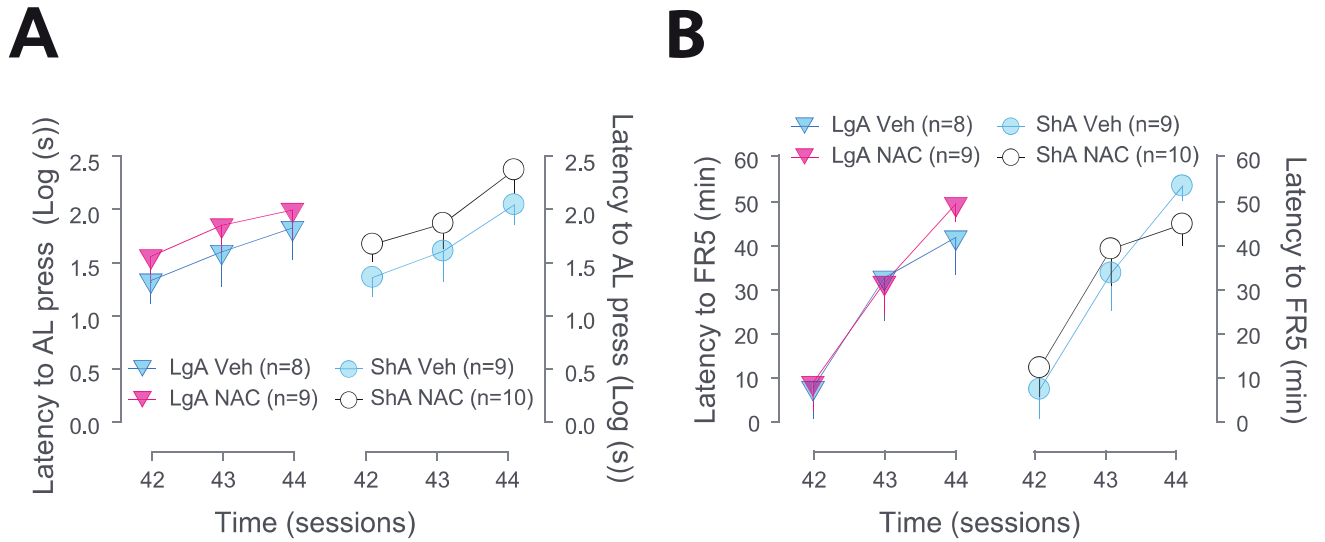 A
Latency to AL press (Log (s))
2.5
2.0
1.5
1.0
0.5
0.0
LgA Veh (n=8)
LgA NAC (n=9)
ShA Veh (n=9)
ShA NAC (n=10)
2.5
2.0
1.5
1.0
0.5
0.0
Latency to AL press (Log (s))
42 43 44
42 43 44
Time (sessions)
B
LgA Veh (n=8)
LgA NAC (n=9)
ShA Veh (n=9)
ShA NAC (n=10)
Latency to FR5 (min)
60
50
40
30
20
10
0
60
50
40
30
20
10
0
Latency to FR5 (min)
42 43 44
42 43 44
Time (sessions)